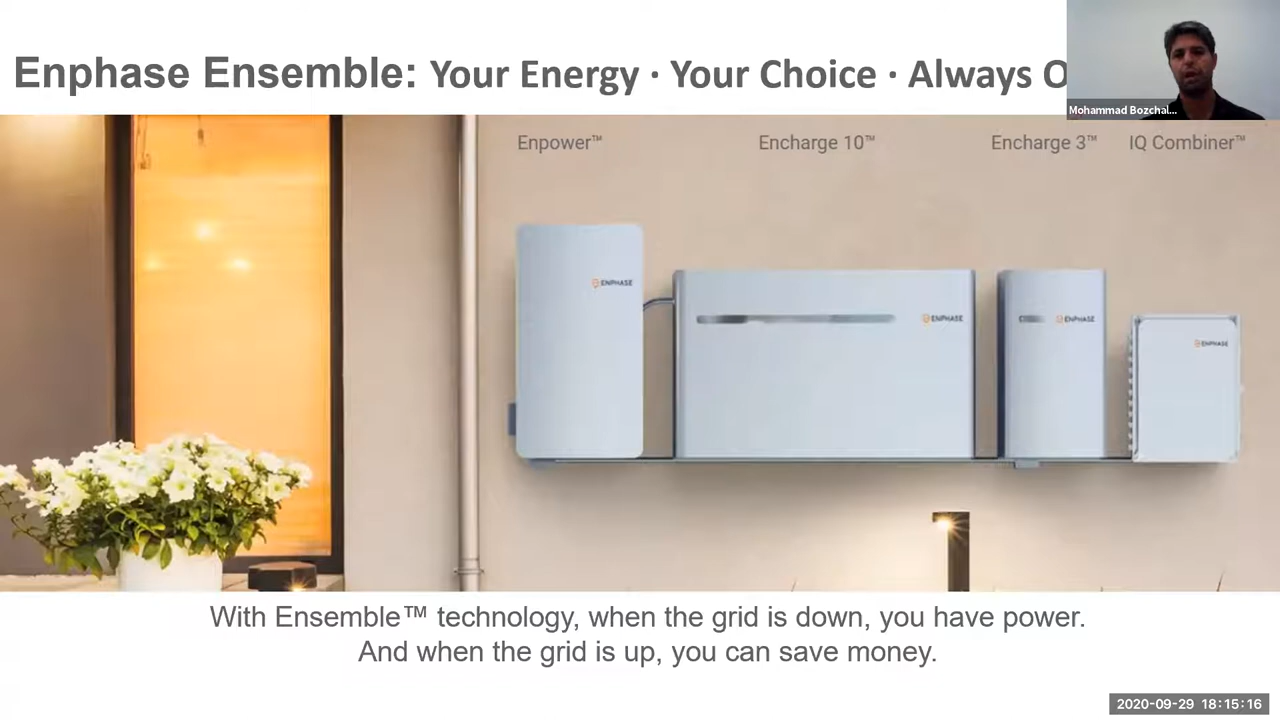 Enphase Ensemble: Your Energy · Your Choice · Always
Mohammad Bozchal...
Enpower™
Encharge 10™
Encharge 3™
IQ Combiner™
ENPHASE
ENPHASE
ENPHASE
ENPHASE
With Ensemble™ technology, when the grid is down, you have power.
And when the grid is up, you can save money.
2020-09-29 18:15:16